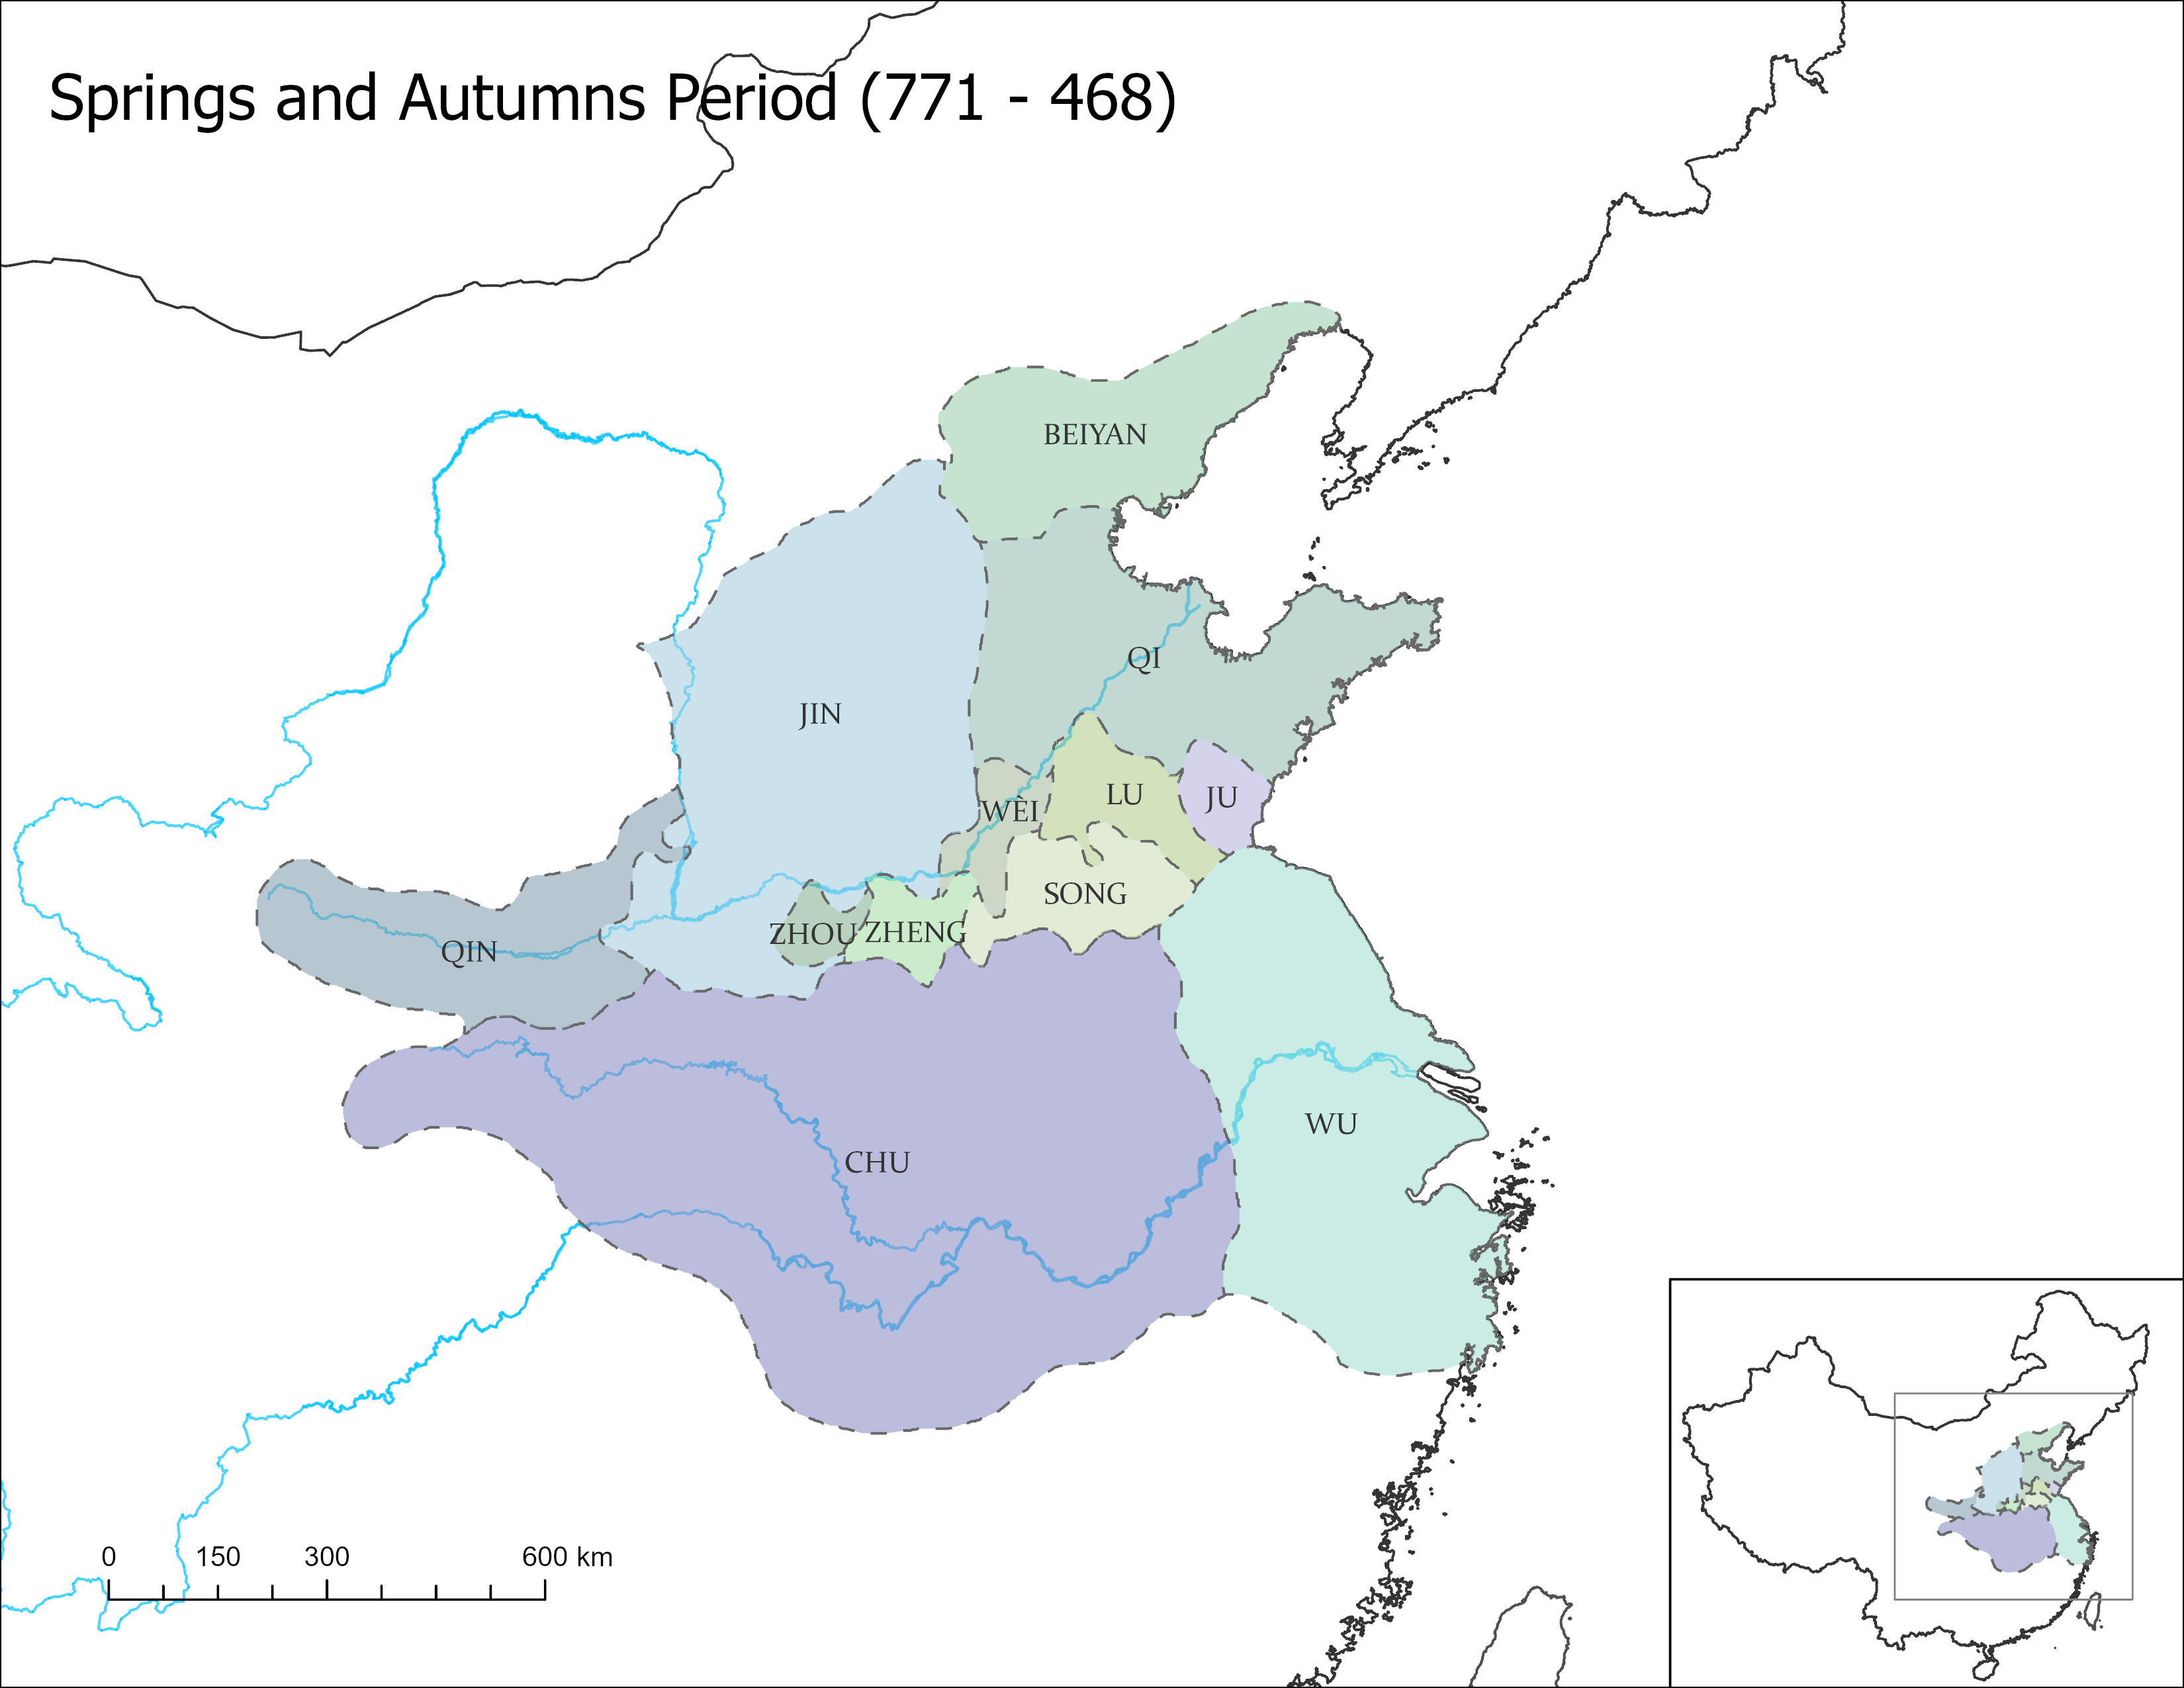 Springs and Autumns Period (771 - 468)
BEIYAN
QI
JIN
LU
JU
WÈI
SONG
ZHOU
ZHENG
QIN
WU
CHU
0 150 300 600 km